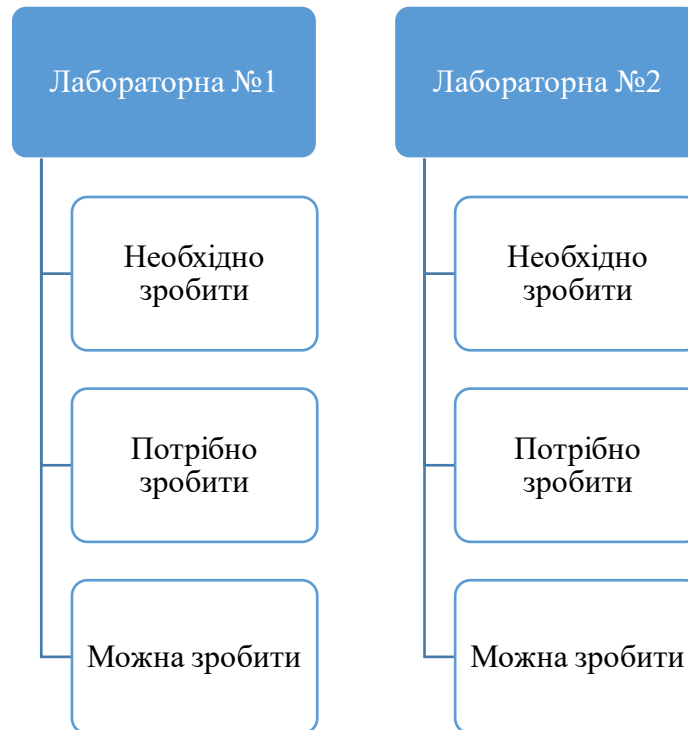 Лабораторна №1
Необхідно
зробити
Потрібно
зробити
Можна зробити
Лабораторна №2
Необхідно
зробити
Потрібно
зробити
Можна зробити